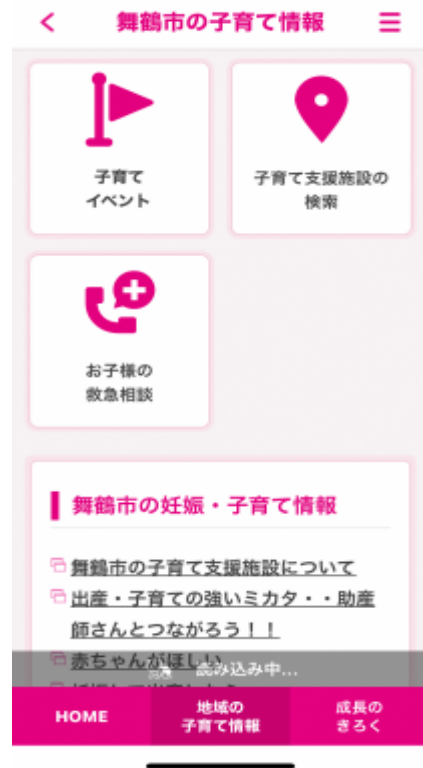 舞鶴市の子育て情報
子育て
イベント
子育て支援施設の
検索
お子様の
救急相談
舞鶴市の妊娠・子育て情報
舞鶴市の子育て支援施設について
出産・子育ての強いミカタ・・助産
師さんとつながろう！！
赤ちゃんがほしい
読み込み中...
HOME
地域の
子育て情報
成長の
きろく